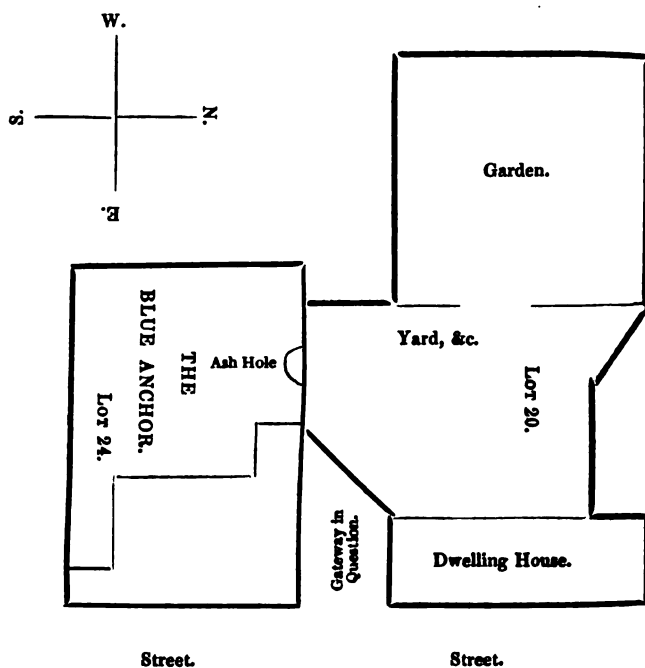 W.
S.
N.
E.
Garden.
THE
BLUE ANCHOR.
LOT 24.
Ash Hole
Yard, &c.
LOT 20.
Gateway in
Question.
Dwelling House.
Street.
Street.